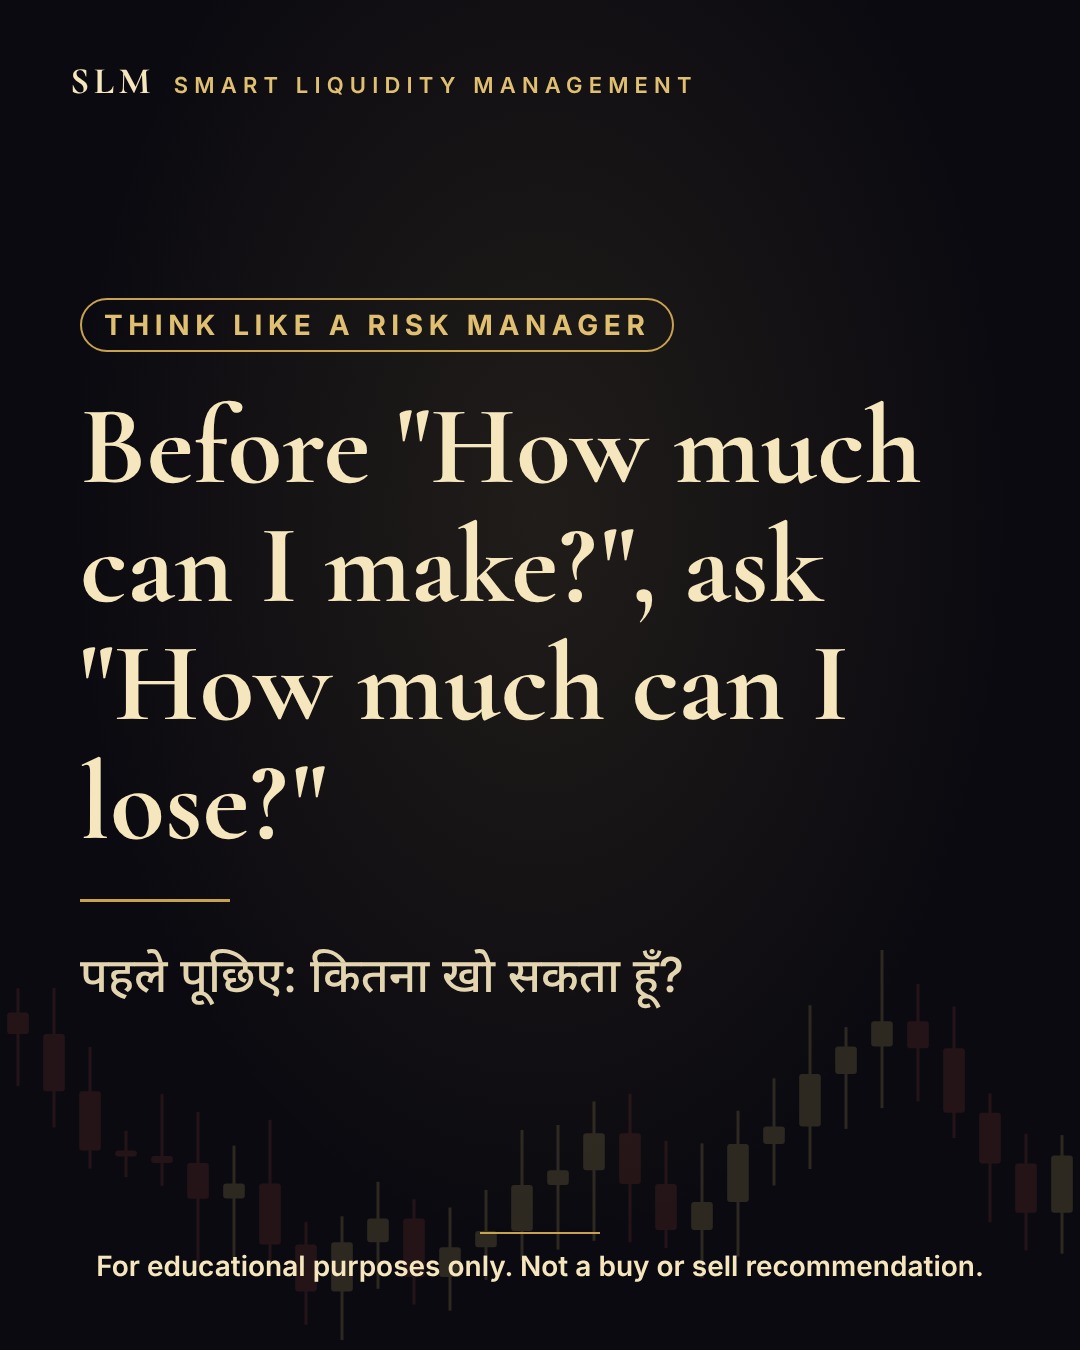 SLM SMART LIQUIDITY MANAGEMENT
THINK LIKE A RISK MANAGER
Before "How much
can I make?", ask
"How much can I
lose?"
पहले पूछिए: कितना खो सकता हूँ?
For educational purposes only. Not a buy or sell recommendation.